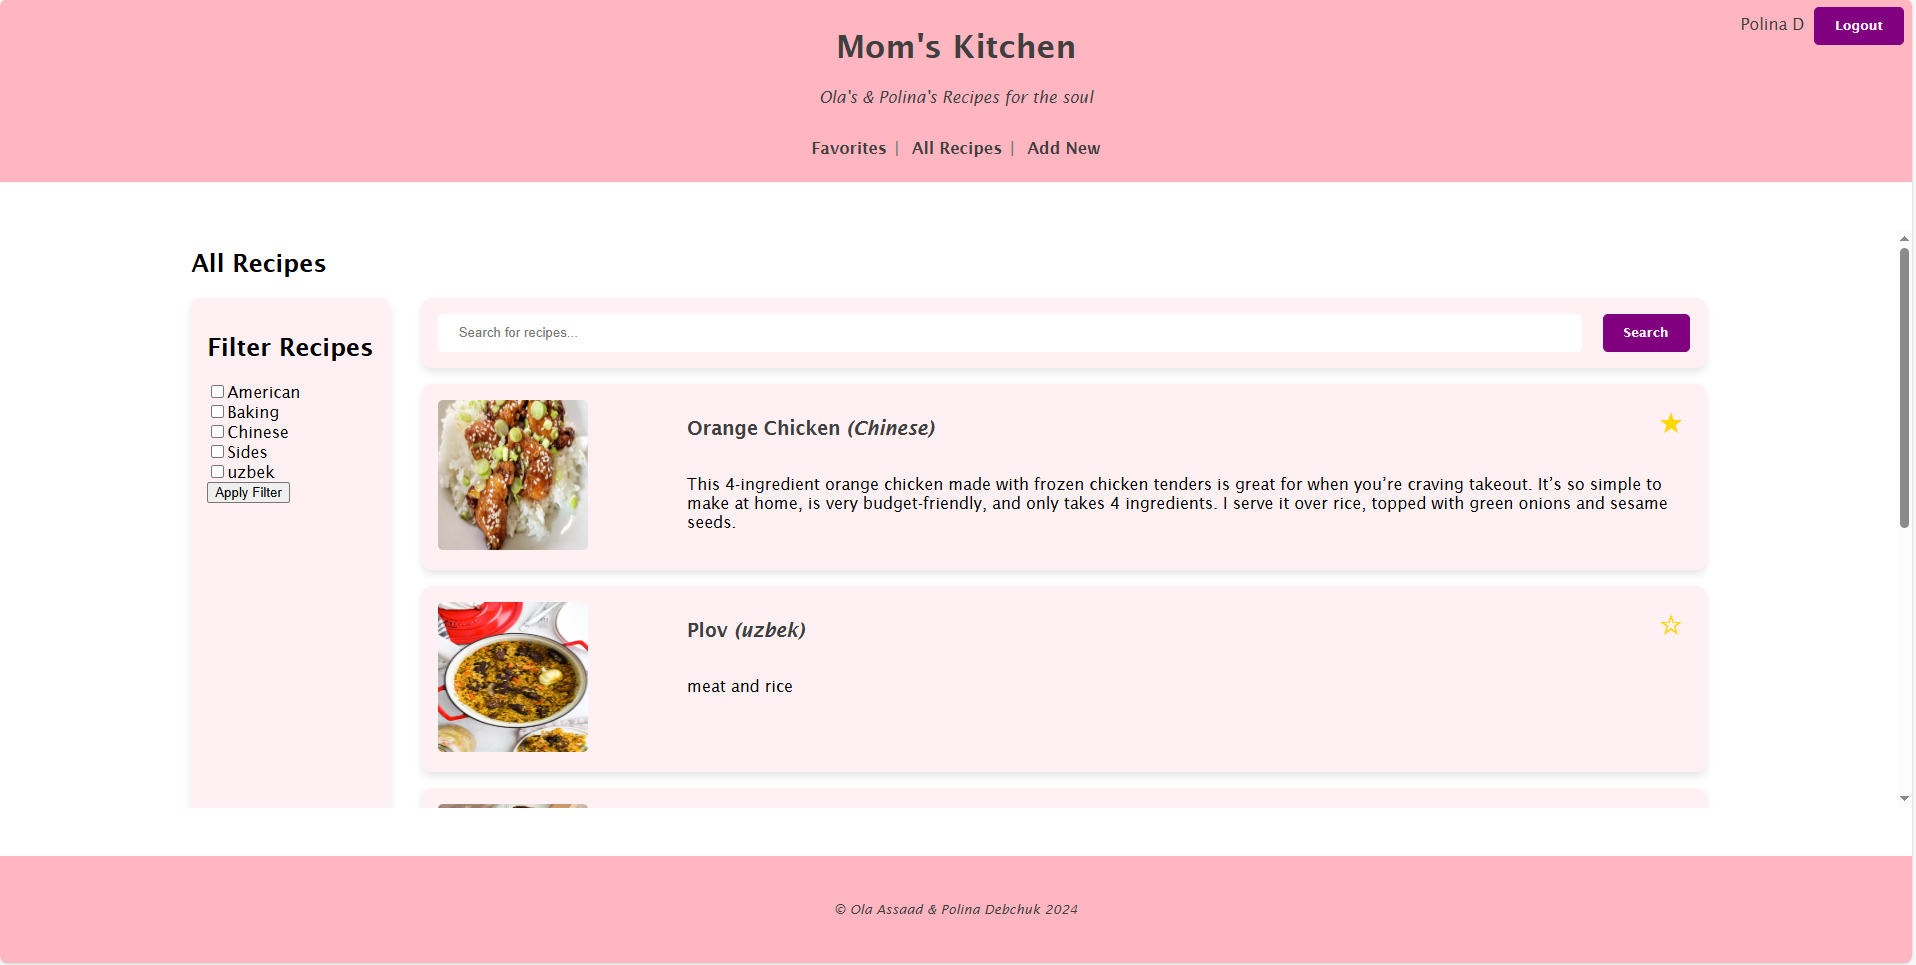 Polina D
Logout
Mom's Kitchen
Ola's & Polina's Recipes for the soul
Favorites | All Recipes | Add New
All Recipes
Filter Recipes
American
Baking
Chinese
Sides
uzbek
Apply Filter
Search for recipes...
Search
Orange Chicken (Chinese)
★
This 4-ingredient orange chicken made with frozen chicken tenders is great for when you’re craving takeout. It’s so simple to
make at home, is very budget-friendly, and only takes 4 ingredients. I serve it over rice, topped with green onions and sesame
seeds.
Plov (uzbek)
☆
meat and rice
© Ola Assaad & Polina Debchuk 2024